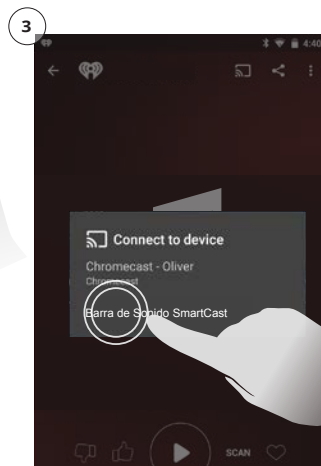 3
4:40
Connect to device
Chromecast - Oliver
Chromecast
Barra de Sonido SmartCast
SCAN